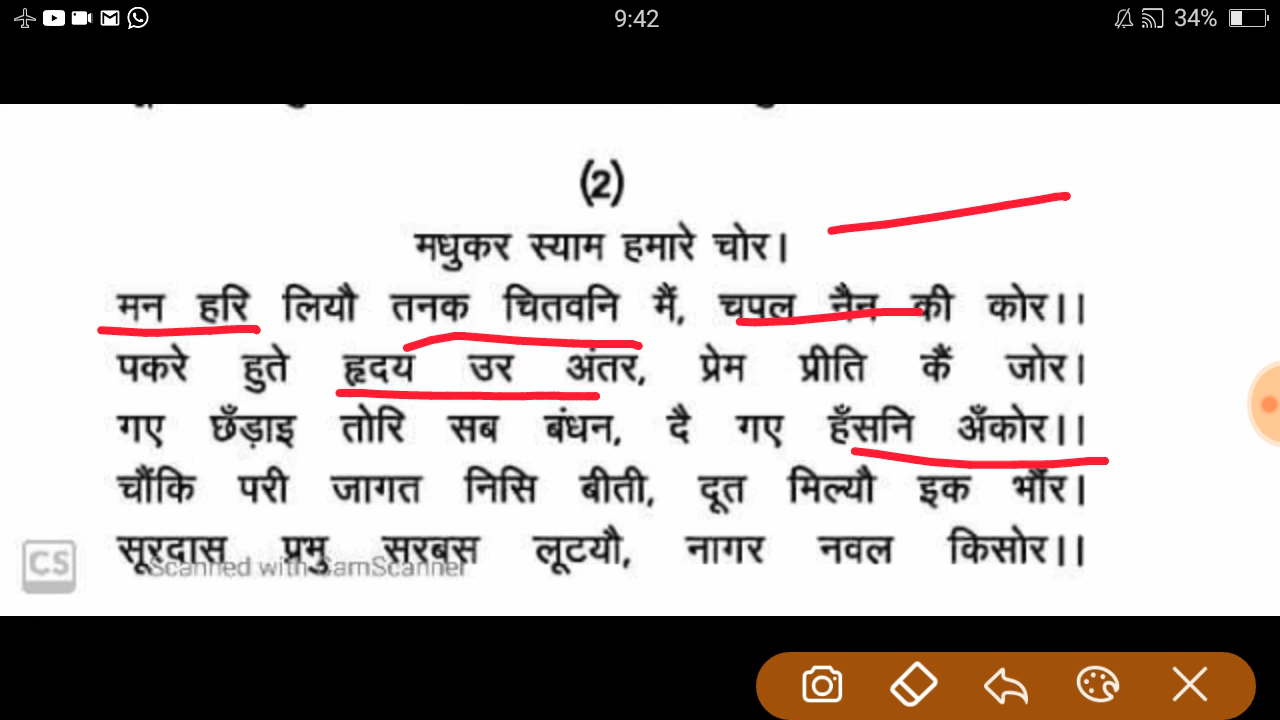 9:42
34%
(2)
मधुकर स्याम हमारे चोर।
मन हरि लियौ तनक चितवनि मैं, चपल नैन की कोर।।
पकरे हुते हृदय उर अंतर, प्रेम प्रीति कैं जोर।
गए छँड़ाइ तोरि सब बंधन, दै गए हँसनि अँकोर।।
चौंकि परी जागत निसि बीती, दूत मिल्यौ इक भौंर।
सूरदास प्रभु सरबस लूटयौ, नागर नवल किसोर।।
CS Scanned with CamScanner